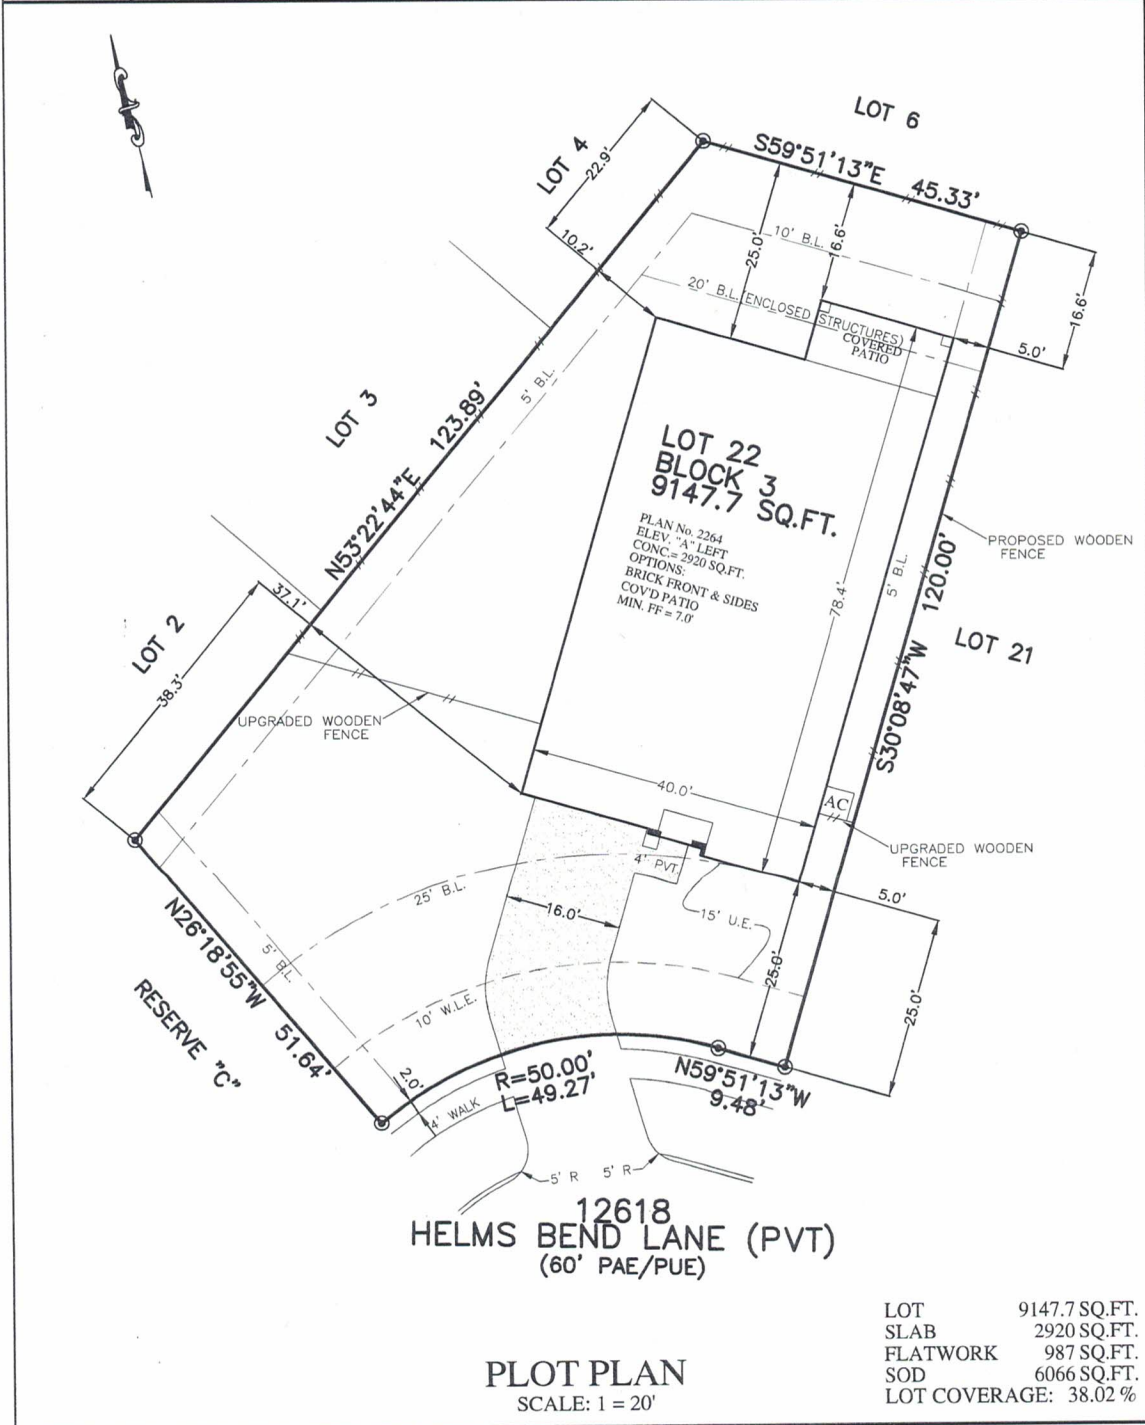 LOT 6
S59°51'13"E 45.33'
LOT 4
22.9'
10.2'
25.0'
16.6'
10' B.L.
20' B.L.(ENCLOSED STRUCTURES)
COVERED
PATIO
16.6'
5.0'
5' B.L.
LOT 3
N53°22'44"E 123.89'
LOT 22
BLOCK 3
9147.7 SQ.FT.
PLAN No. 2264
ELEV. "A" LEFT
CONC.= 2920 SQ.FT.
OPTIONS:
BRICK FRONT & SIDES
COV'D PATIO
MIN. FF = 7.0'
PROPOSED WOODEN
FENCE
5' B.L.
78.4'
S30°08'47"W 120.00'
LOT 21
37.1'
LOT 2
38.3'
UPGRADED WOODEN
FENCE
40.0'
AC
UPGRADED WOODEN
FENCE
4' PVT.
25' B.L.
16.0'
15' U.E.
5.0'
25.0'
25.0'
5' B.L.
10' W.L.E.
N26°18'55"W 51.64'
RESERVE "C"
2.0'
4' WALK
R=50.00'
L=49.27'
N59°51'13"W
9.48'
5' R 5' R
12618
HELMS BEND LANE (PVT)
(60' PAE/PUE)
PLOT PLAN
SCALE: 1 = 20'
LOT 9147.7 SQ.FT.
SLAB 2920 SQ.FT.
FLATWORK 987 SQ.FT.
SOD 6066 SQ.FT.
LOT COVERAGE: 38.02 %